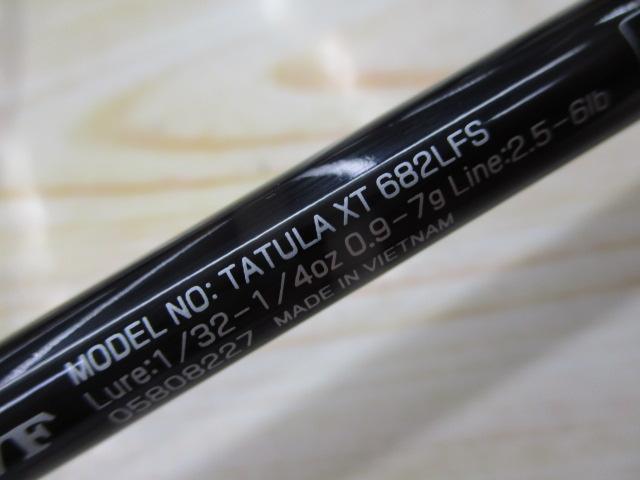 MODEL NO: TATULA XT 682LFS
Lure:1/32-1/4oz 0.9-7g Line:2.5-6lb
05808227 MADE IN VIETNAM